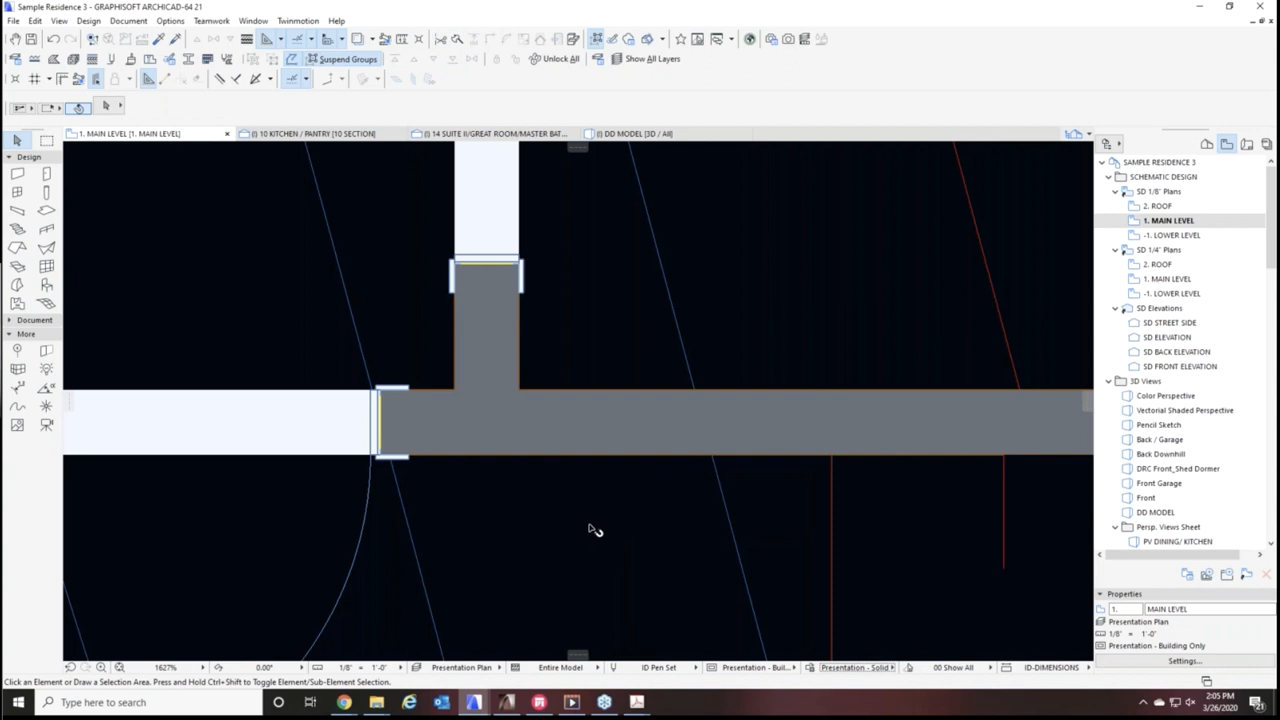 Sample Residence 3 - GRAPHISOFT ARCHICAD-64 21
File Edit View Design Document Options Teamwork Window Twinmotion Help
Suspend Groups
Unlock All
Show All Layers
1. MAIN LEVEL [1. MAIN LEVEL]
(!) 10 KITCHEN / PANTRY [10 SECTION]
(!) 14 SUITE II/GREAT ROOM/MASTER BAT...
(!) DD MODEL [3D / All]
Design
Document
More
SAMPLE RESIDENCE 3
SCHEMATIC DESIGN
SD 1/8" Plans
2. ROOF
1. MAIN LEVEL
-1. LOWER LEVEL
SD 1/4" Plans
2. ROOF
1. MAIN LEVEL
-1. LOWER LEVEL
SD Elevations
SD STREET SIDE
SD ELEVATION
SD BACK ELEVATION
SD FRONT ELEVATION
3D Views
Color Perspective
Vectorial Shaded Perspective
Pencil Sketch
Back / Garage
Back Downhill
DRC Front_Shed Dormer
Front Garage
Front
DD MODEL
Persp. Views Sheet
PV DINING/ KITCHEN
Properties
1. MAIN LEVEL
Presentation Plan
1/8" = 1'-0"
Presentation - Building Only
Settings...
1627% 0.00° 1/8" = 1'-0" Presentation Plan Entire Model ID Pen Set Presentation - Buil... Presentation - Solid 00 Show All ID-DIMENSIONS
Click an Element or Draw a Selection Area. Press and Hold Ctrl+Shift to Toggle Element/Sub-Element Selection.
Type here to search
2:05 PM
3/26/2020
21